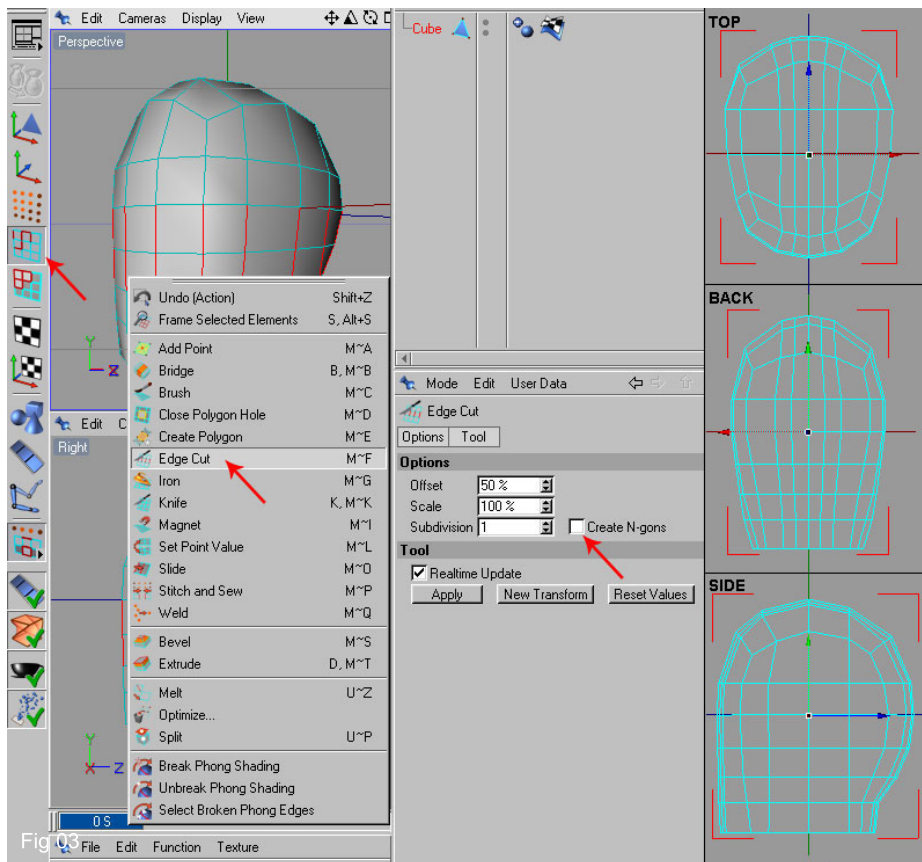 Edit Cameras Display View
Perspective
Cube
TOP
Undo (Action) Shift+Z
Frame Selected Elements S, Alt+S
Add Point M~A
Bridge B, M~B
Brush M~C
Close Polygon Hole M~D
Create Polygon M~E
Edge Cut M~F
Iron M~G
Knife K, M~K
Magnet M~I
Set Point Value M~L
Slide M~O
Stitch and Sew M~P
Weld M~Q
Bevel M~S
Extrude D, M~T
Melt U~Z
Optimize...
Split U~P
Break Phong Shading
Unbreak Phong Shading
Select Broken Phong Edges
Y
Z
Edit C
Right
Y
X Z
0 S
Fig 03
File Edit Function Texture
Mode Edit User Data
Edge Cut
Options Tool
Options
Offset 50 %
Scale 100 %
Subdivision 1 Create N-gons
Tool
Realtime Update
Apply New Transform Reset Values
BACK
SIDE